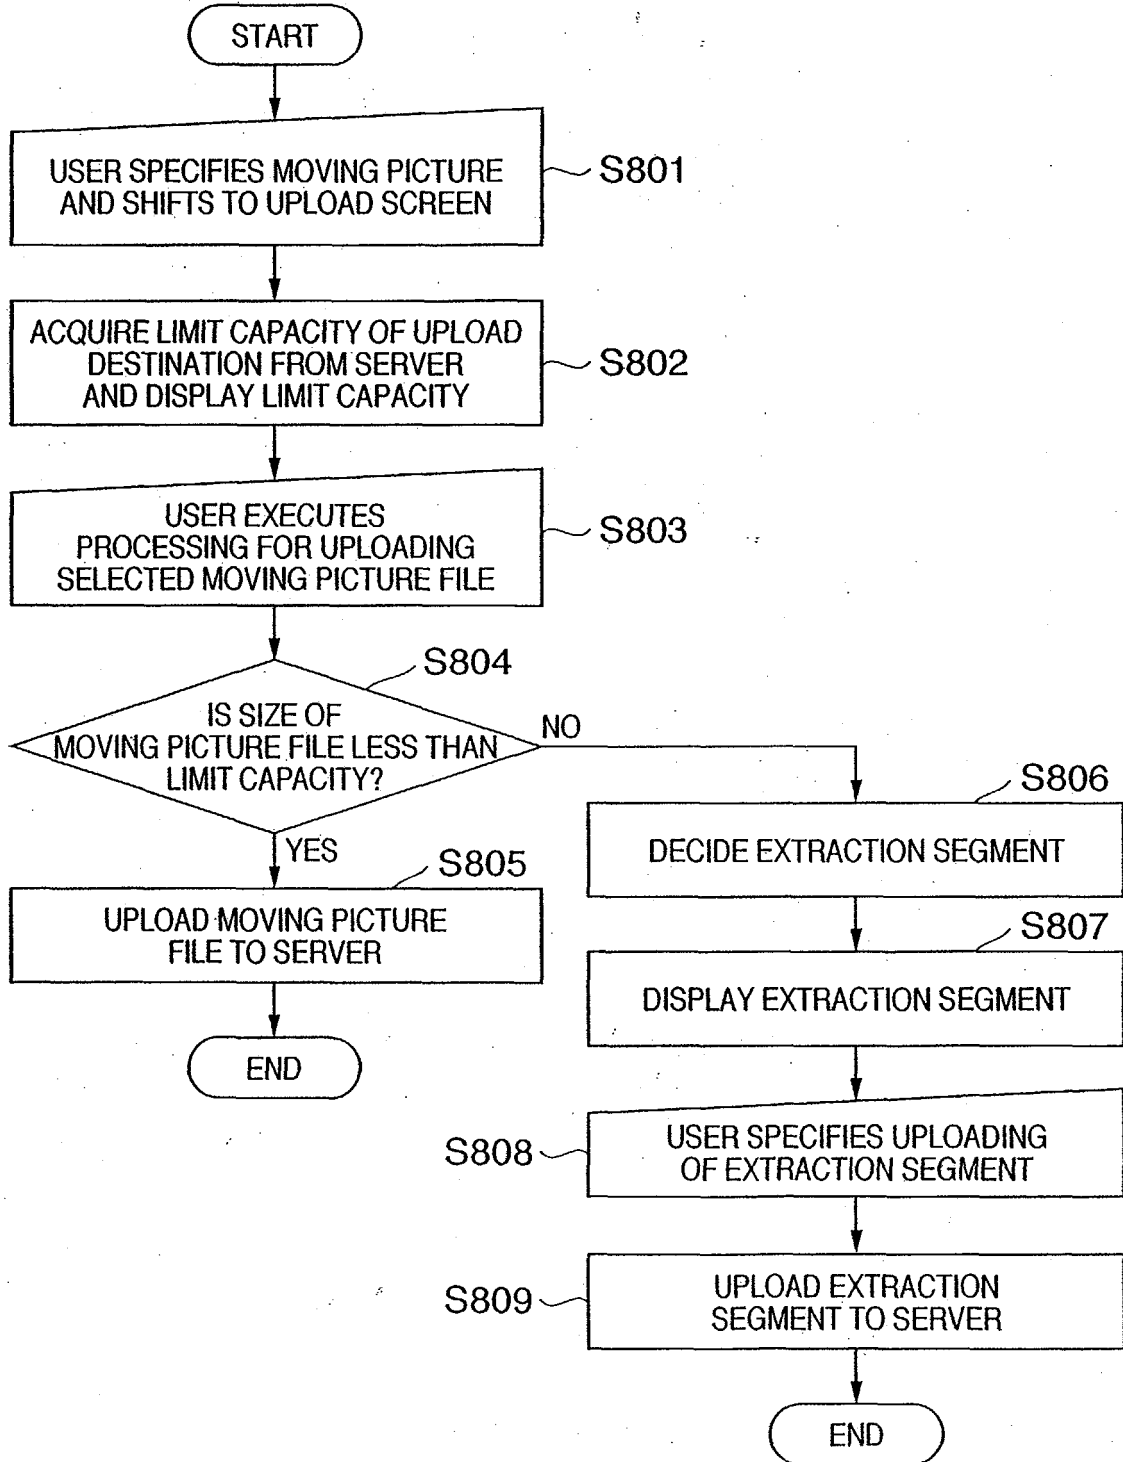 START
USER SPECIFIES MOVING PICTURE
AND SHIFTS TO UPLOAD SCREEN
S801
ACQUIRE LIMIT CAPACITY OF UPLOAD
DESTINATION FROM SERVER
AND DISPLAY LIMIT CAPACITY
S802
USER EXECUTES
PROCESSING FOR UPLOADING
SELECTED MOVING PICTURE FILE
S803
S804
IS SIZE OF
MOVING PICTURE FILE LESS THAN
LIMIT CAPACITY?
NO
YES
S805
UPLOAD MOVING PICTURE
FILE TO SERVER
END
S806
DECIDE EXTRACTION SEGMENT
S807
DISPLAY EXTRACTION SEGMENT
S808
USER SPECIFIES UPLOADING
OF EXTRACTION SEGMENT
S809
UPLOAD EXTRACTION
SEGMENT TO SERVER
END